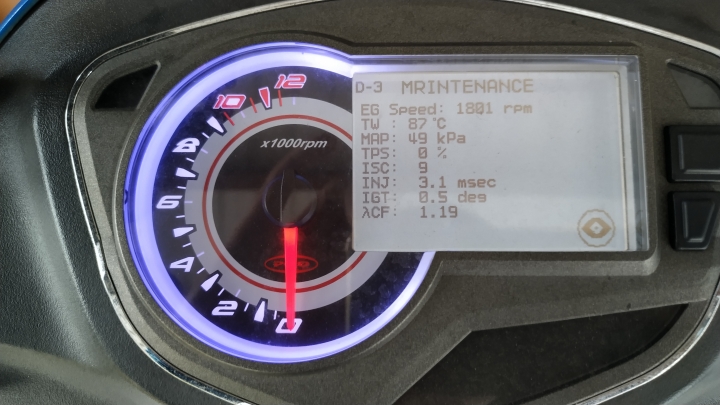 D-3 MRINTENANCE
EG Speed: 1801 rpm
TW : 87 ℃
MAP: 49 kPa
TPS: 0 %
ISC: 9
INJ: 3.1 msec
IGT: 0.5 deg
λCF: 1.19
12
10
8
6
4
2
0
x1000rpm